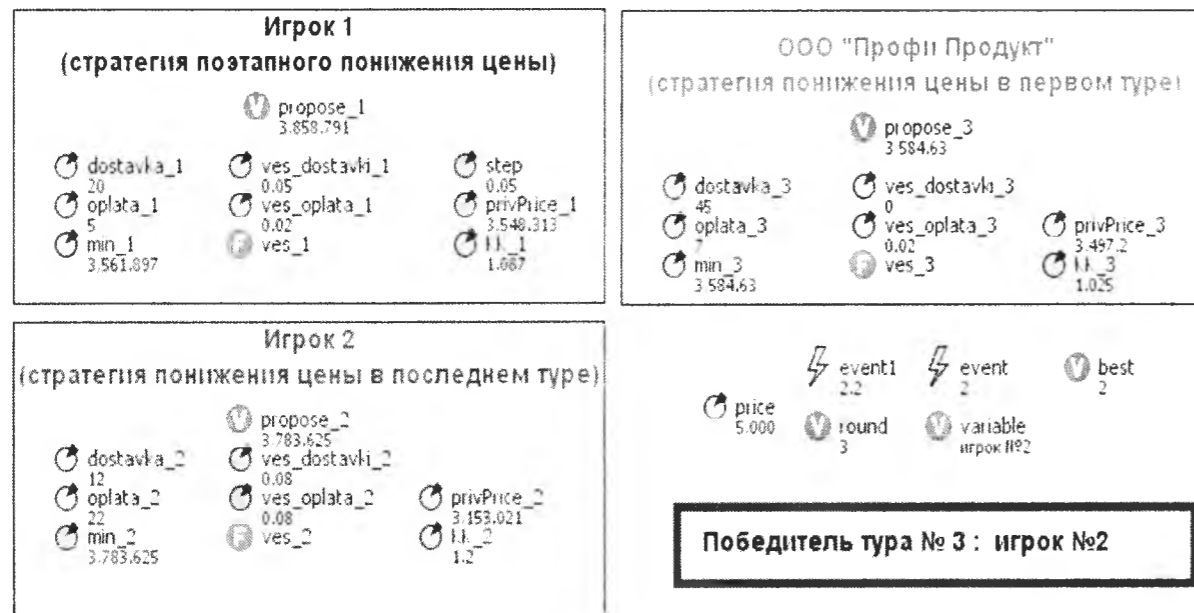 Игрок 1
(стратегия поэтапного понижения цены)
propose_1
3.858.791
dostavka_1
20
ves_dostavki_1
0.05
step
0.05
oplata_1
5
ves_oplata_1
0.02
privPrice_1
3.548.313
min_1
3.561.897
ves_1
kk_1
1.087
ООО "Профи Продукт"
(стратегия понижения цены в первом туре)
propose_3
3 584.63
dostavka_3
45
ves_dostavki_3
0
oplata_3
7
ves_oplata_3
0.02
privPrice_3
3.497.2
min_3
3 584.63
ves_3
kk_3
1.025
Игрок 2
(стратегия понижения цены в последнем туре)
propose_2
3.783.625
dostavka_2
12
ves_dostavki_2
0.08
oplata_2
22
ves_oplata_2
0.08
privPrice_2
3.153.021
min_2
3.783.625
ves_2
kk_2
1.2
event1
2.2
event
2
best
2
price
5.000
round
3
variable
игрок №2
Победитель тура № 3 : игрок №2